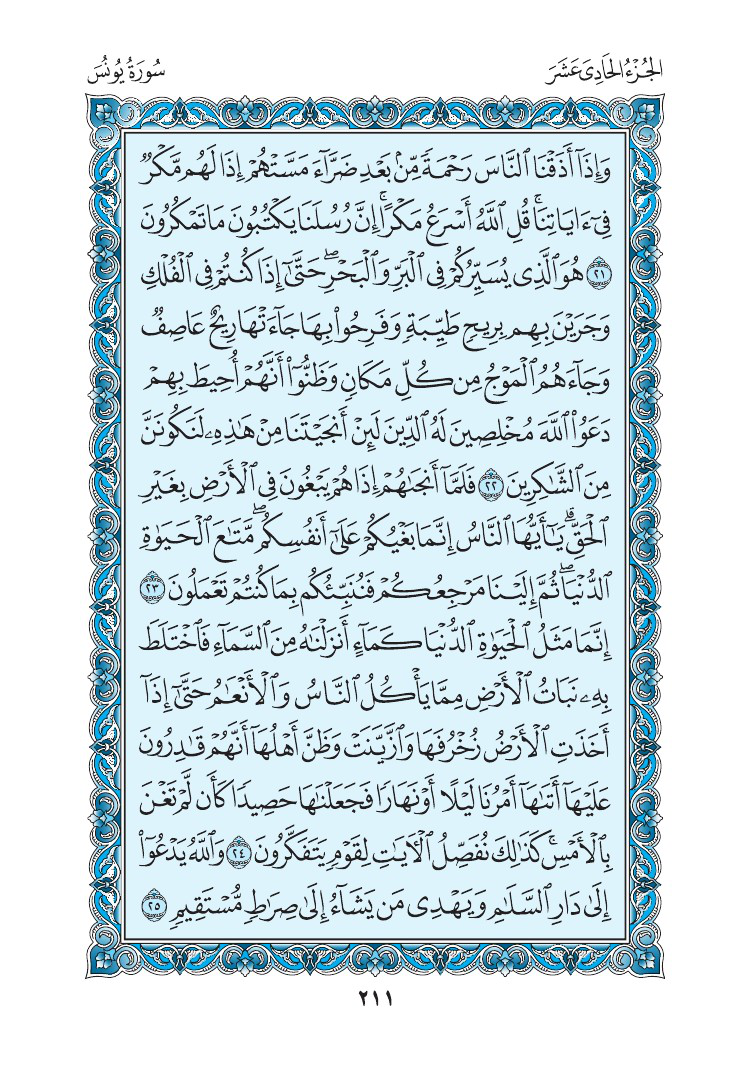 الجُزْءُ الحَادِي عَشَرَ
سُورَةُ يُونُسَ
وَإِذَآ أَذَقْنَا ٱلنَّاسَ رَحْمَةً مِّنۢ بَعْدِ ضَرَّآءَ مَسَّتْهُمْ إِذَا لَهُم مَّكْرٌ
فِىٓ ءَايَاتِنَاۚ قُلِ ٱللَّهُ أَسْرَعُ مَكْرًاۚ إِنَّ رُسُلَنَا يَكْتُبُونَ مَا تَمْكُرُونَ
٢١ هُوَ ٱلَّذِى يُسَيِّرُكُمْ فِى ٱلْبَرِّ وَٱلْبَحْرِۖ حَتَّىٰٓ إِذَا كُنتُمْ فِى ٱلْفُلْكِ
وَجَرَيْنَ بِهِم بِرِيحٍ طَيِّبَةٍ وَفَرِحُوا۟ بِهَا جَآءَتْهَا رِيحٌ عَاصِفٌ
وَجَآءَهُمُ ٱلْمَوْجُ مِن كُلِّ مَكَانٍ وَظَنُّوٓا۟ أَنَّهُمْ أُحِيطَ بِهِمْ
دَعَوُا۟ ٱللَّهَ مُخْلِصِينَ لَهُ ٱلدِّينَ لَئِنْ أَنجَيْتَنَا مِنْ هَٰذِهِۦ لَنَكُونَنَّ
مِنَ ٱلشَّٰكِرِينَ ٢٢ فَلَمَّآ أَنجَىٰهُمْ إِذَا هُمْ يَبْغُونَ فِى ٱلْأَرْضِ بِغَيْرِ
ٱلْحَقِّۗ يَٰٓأَيُّهَا ٱلنَّاسُ إِنَّمَا بَغْيُكُمْ عَلَىٰٓ أَنفُسِكُمۖ مَّتَٰعَ ٱلْحَيَوٰةِ
ٱلدُّنْيَاۖ ثُمَّ إِلَيْنَا مَرْجِعُكُمْ فَنُنَبِّئُكُم بِمَا كُنتُمْ تَعْمَلُونَ ٢٣
إِنَّمَا مَثَلُ ٱلْحَيَوٰةِ ٱلدُّنْيَا كَمَآءٍ أَنزَلْنَٰهُ مِنَ ٱلسَّمَآءِ فَٱخْتَلَطَ
بِهِۦ نَبَاتُ ٱلْأَرْضِ مِمَّا يَأْكُلُ ٱلنَّاسُ وَٱلْأَنْعَٰمُ حَتَّىٰٓ إِذَآ
أَخَذَتِ ٱلْأَرْضُ زُخْرُفَهَا وَٱزَّيَّنَتْ وَظَنَّ أَهْلُهَآ أَنَّهُمْ قَٰدِرُونَ
عَلَيْهَآ أَتَىٰهَآ أَمْرُنَا لَيْلًا أَوْ نَهَارًا فَجَعَلْنَٰهَا حَصِيدًا كَأَن لَّمْ تَغْنَ
بِٱلْأَمْسِۚ كَذَٰلِكَ نُفَصِّلُ ٱلْءَايَٰتِ لِقَوْمٍ يَتَفَكَّرُونَ ٢٤ وَٱللَّهُ يَدْعُوٓا۟
إِلَىٰ دَارِ ٱلسَّلَٰمِ وَيَهْدِى مَن يَشَآءُ إِلَىٰ صِرَٰطٍ مُّسْتَقِيمٍ ٢٥
٢١١